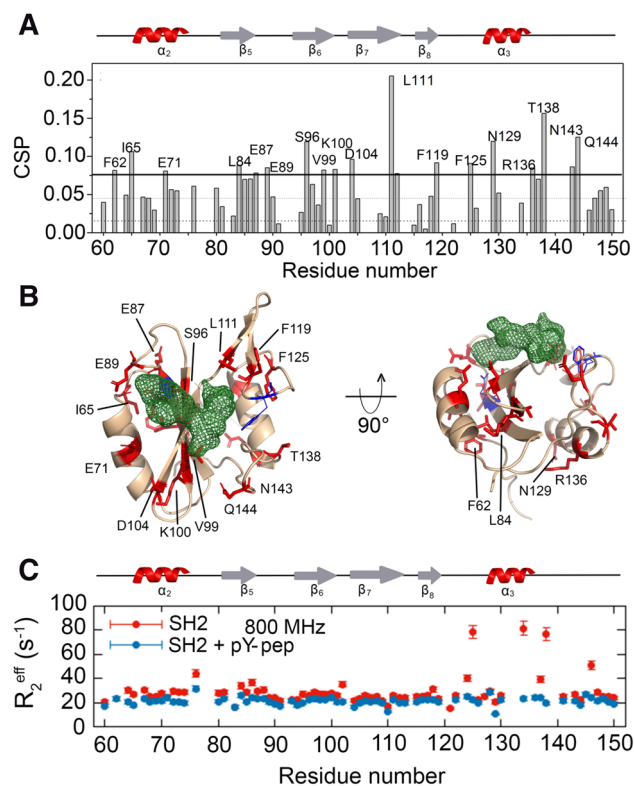 A
α2 β5 β6 β7 β8 α3
CSP
0.20
0.15
0.10
0.05
0.00
L111
T138
I65 S96 K100 N129 N143
F62 E71 L84 E87 E89 V99 D104 F119 F125 R136 Q144
60 70 80 90 100 110 120 130 140 150
Residue number
B
E87 S96 L111 F119
E89 F125
I65
E71 T138
N143
Q144
D104 K100 V99
90°
F62 L84 N129 R136
C
α2 β5 β6 β7 β8 α3
R2eff (s-1)
100
80
60
40
20
0
SH2 800 MHz
SH2 + pY-pep
60 70 80 90 100 110 120 130 140 150
Residue number